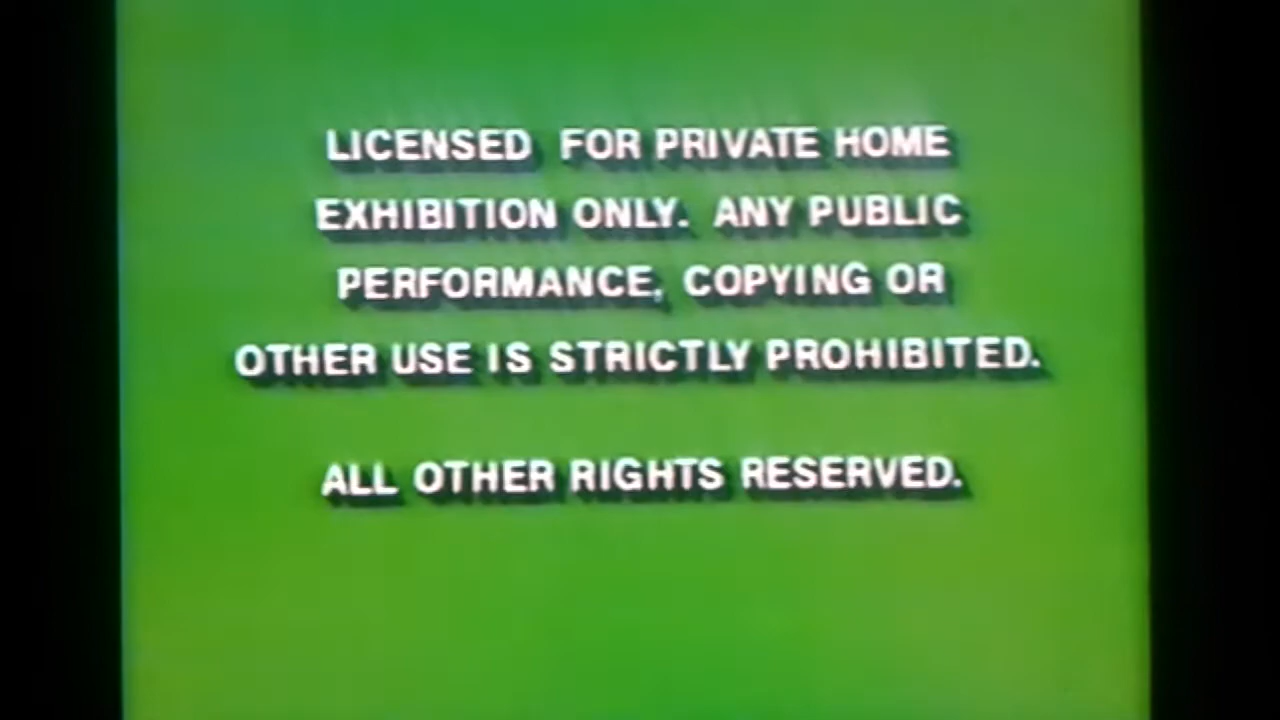 LICENSED FOR PRIVATE HOME
EXHIBITION ONLY. ANY PUBLIC
PERFORMANCE, COPYING OR
OTHER USE IS STRICTLY PROHIBITED.
ALL OTHER RIGHTS RESERVED.